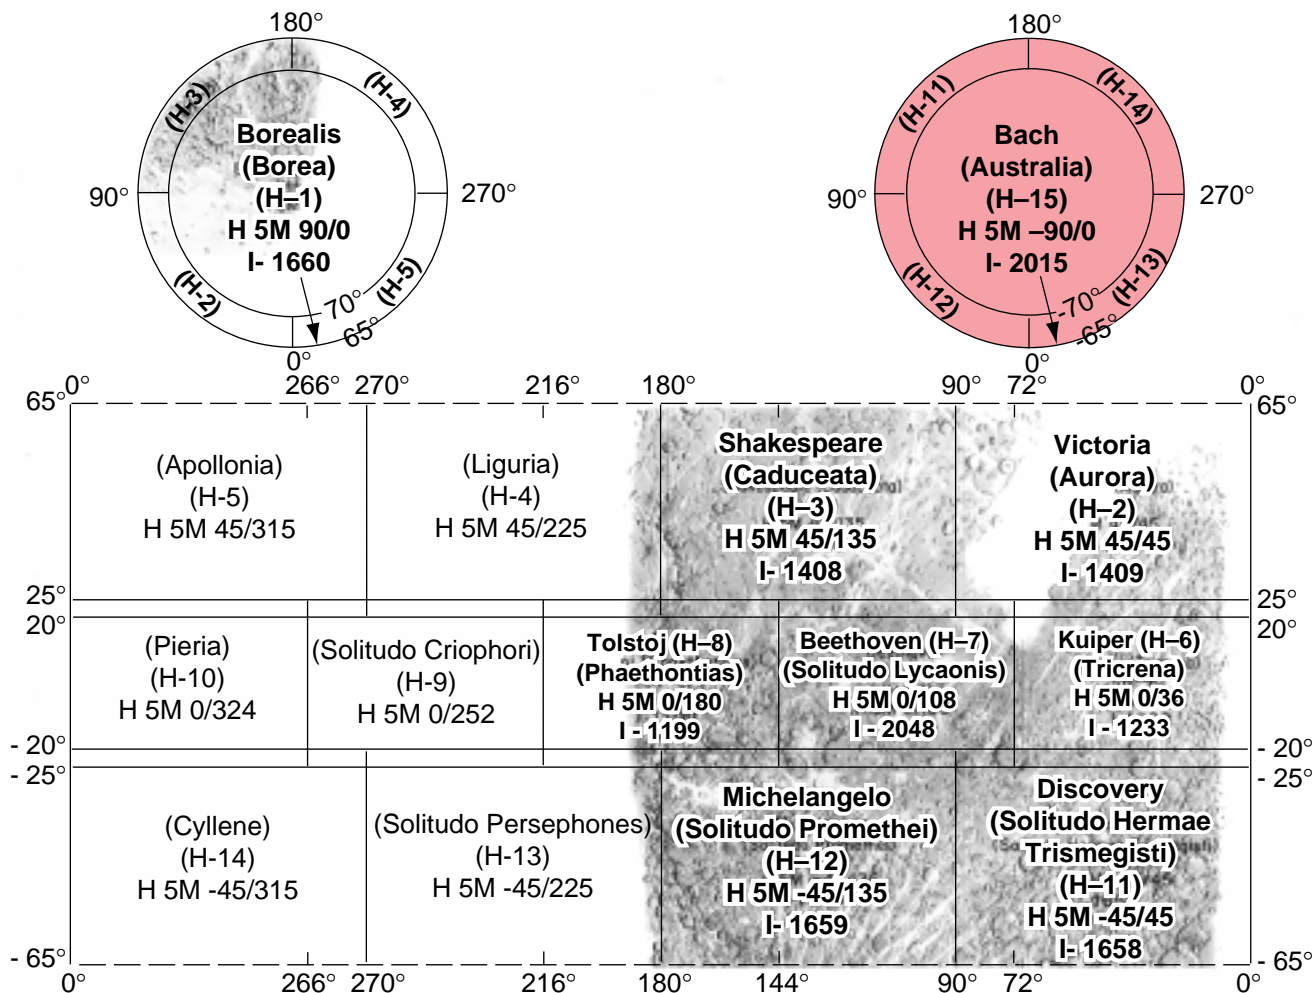 180°
(H-3)
(H-4)
Borealis
(Borea)
(H–1)
H 5M 90/0
I- 1660
90°
270°
(H-2)
(H-5)
70°
65°
0°
180°
(H-11)
(H-14)
Bach
(Australia)
(H–15)
H 5M –90/0
I- 2015
90°
270°
(H-12)
(H-13)
-70°
-65°
0°
0° 266° 270° 216° 180° 90° 72° 0°
65° 65°
(Apollonia)
(H-5)
H 5M 45/315
(Liguria)
(H-4)
H 5M 45/225
Shakespeare
(Caduceata)
(H–3)
H 5M 45/135
I- 1408
Victoria
(Aurora)
(H–2)
H 5M 45/45
I- 1409
25° 25°
20° 20°
(Pieria)
(H-10)
H 5M 0/324
(Solitudo Criophori)
(H-9)
H 5M 0/252
Tolstoj (H–8)
(Phaethontias)
H 5M 0/180
I - 1199
Beethoven (H–7)
(Solitudo Lycaonis)
H 5M 0/108
I - 2048
Kuiper (H–6)
(Tricrena)
H 5M 0/36
I - 1233
- 20° - 20°
- 25° - 25°
(Cyllene)
(H-14)
H 5M -45/315
(Solitudo Persephones)
(H-13)
H 5M -45/225
Michelangelo
(Solitudo Promethei)
(H–12)
H 5M -45/135
I- 1659
Discovery
(Solitudo Hermae
Trismegisti)
(H–11)
H 5M -45/45
I- 1658
- 65° - 65°
0° 266° 270° 216° 180° 144° 90° 72° 0°